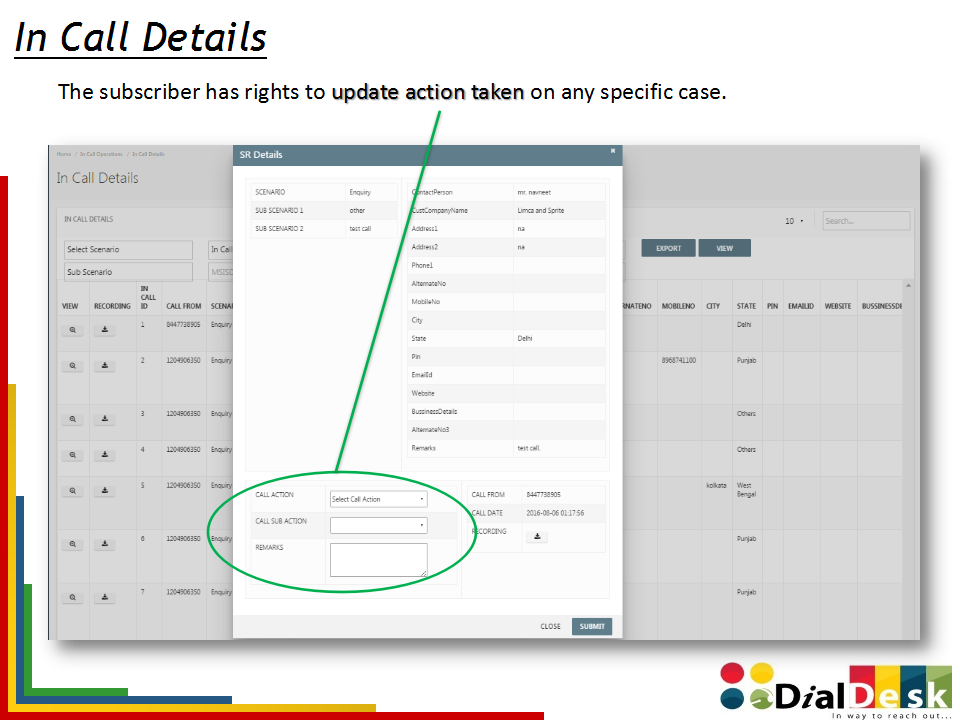 In Call Details
The subscriber has rights to update action taken on any specific case.
Home / In Call Operations / In Call Details
In Call Details
IN CALL DETAILS
10
Search...
Select Scenario
In Call
EXPORT
VIEW
Sub Scenario
MSISD
VIEW RECORDING IN CALL ID CALL FROM SCENAR RNATENO MOBILENO CITY STATE PIN EMAILID WEBSITE BUSSINESSDE
1 8447738905 Enquiry Delhi
2 1204906350 Enquiry 8968741100 Punjab
3 1204906350 Enquiry Others
4 1204906350 Enquiry Others
5 1204906350 Enquiry kolkata West Bengal
6 1204906350 Enquiry Punjab
7 1204906350 Enquiry Punjab
SR Details
SCENARIO Enquiry
SUB SCENARIO 1 other
SUB SCENARIO 2 test call
ContactPerson mr. navneet
CustCompanyName Limca and Sprite
Address1 na
Address2 na
Phone1
AlternateNo
MobileNo
City
State Delhi
Pin
EmailId
Website
BussinessDetails
AlternateNo3
Remarks test call
CALL ACTION Select Call Action
CALL SUB ACTION
REMARKS
CALL FROM 8447738905
CALL DATE 2016-08-06 01:17:56
RECORDING
CLOSE SUBMIT
DialDesk
In way to reach out...